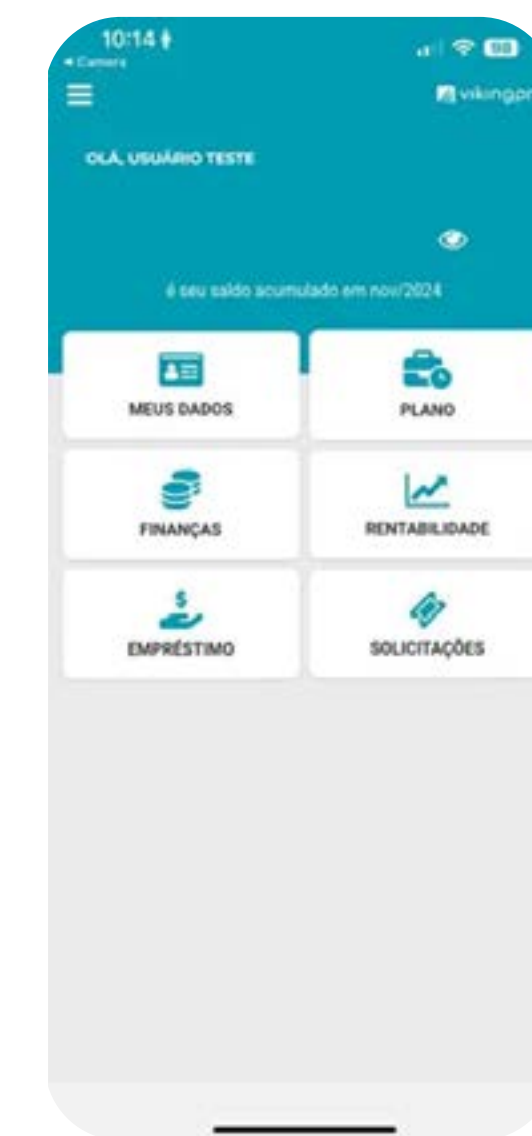 10:14
Camera
vikingpr
OLÁ, USUÁRIO TESTE
é seu saldo acumulado em nov/2024
MEUS DADOS
PLANO
FINANÇAS
RENTABILIDADE
EMPRÉSTIMO
SOLICITAÇÕES